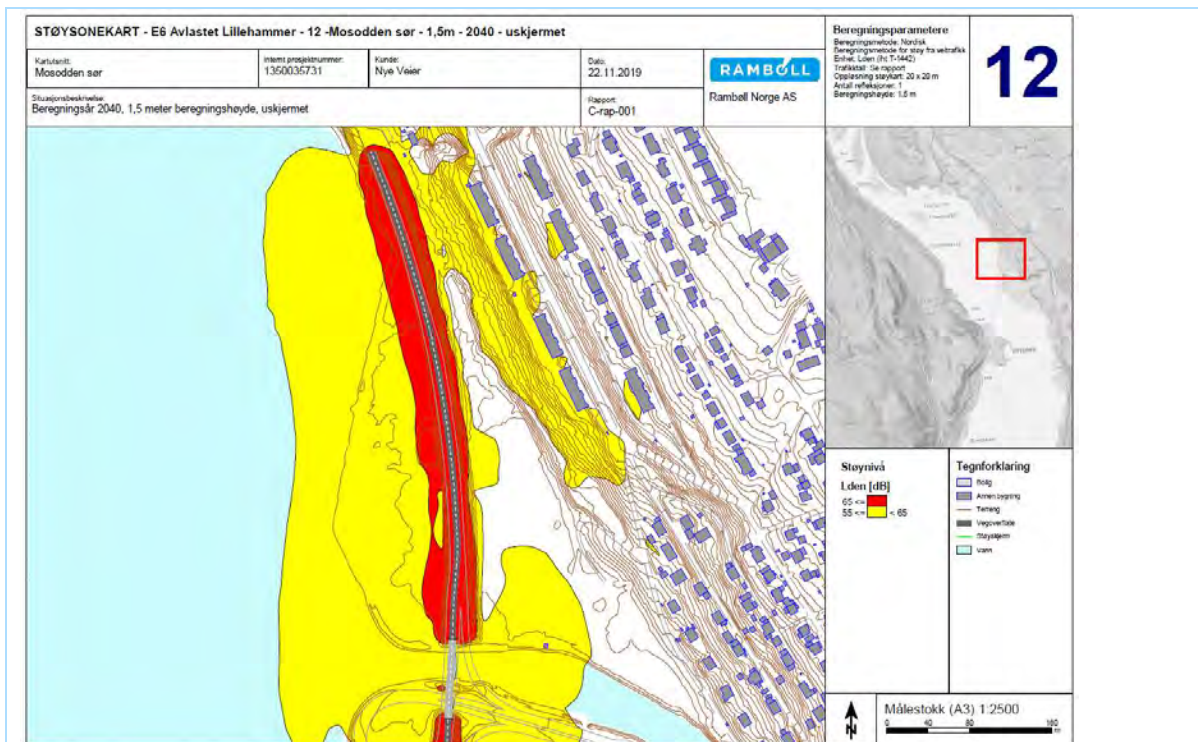 STØYSONEKART - E6 Avlastet Lillehammer - 12 -Mosodden sør - 1,5m - 2040 - uskjermet
Kartutsnitt:
Mosodden sør
Internt prosjektnummer:
1350035731
Kunde:
Nye Veier
Dato:
22.11.2019
RAMBOLL
Situasjonsbeskrivelse:
Beregningsår 2040, 1,5 meter beregningshøyde, uskjermet
Rapport:
C-rap-001
Rambøll Norge AS
Beregningsparametere
Beregningsmetode: Nordisk
Beregningsmetode for støy fra veitrafikk
Enhet: Lden (iht T-1442)
Trafikktall: Se rapport
Oppløsning støykart: 20 x 20 m
Antall refleksjoner: 1
Beregningshøyde: 1,5 m
12
Støynivå
Lden [dB]
65 <=
55 <= < 65
Tegnforklaring
Bolig
Annen bygning
Terreng
Vegoverflate
Støyskjerm
Vann
N
Målestokk (A3) 1:2500
0 40 80 160
m